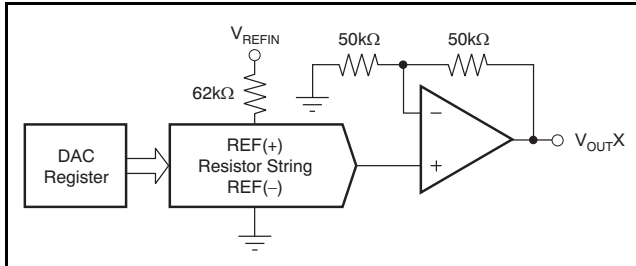 V_REFIN
50kΩ
50kΩ
62kΩ
DAC
Register
REF(+)
Resistor String
REF(−)
−
+
V_OUTX